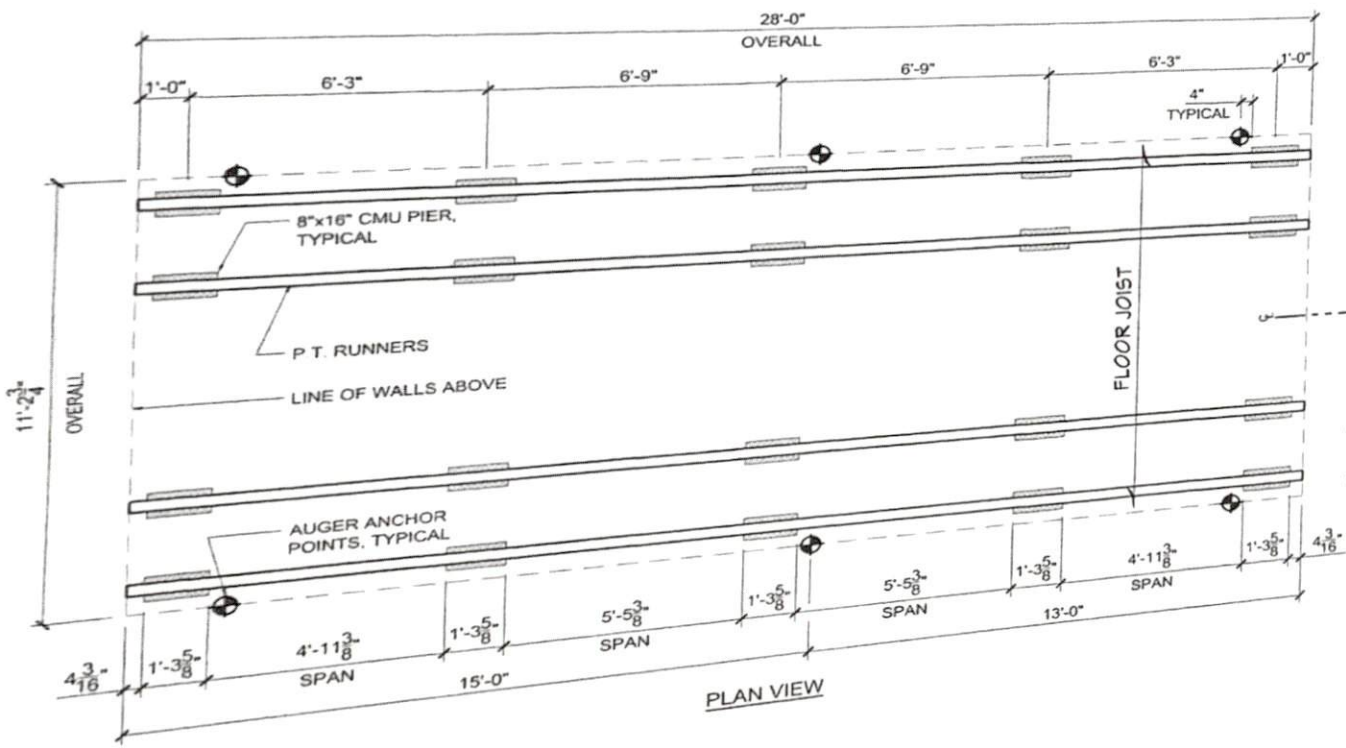 28'-0"
OVERALL
1'-0"
6'-3"
6'-9"
6'-9"
6'-3"
1'-0"
4"
TYPICAL
8"x16" CMU PIER,
TYPICAL
P T. RUNNERS
LINE OF WALLS ABOVE
FLOOR JOIST
11'-2 3/4"
OVERALL
AUGER ANCHOR
POINTS, TYPICAL
4 3/16"
1'-3 5/8"
4'-11 3/8"
SPAN
1'-3 5/8"
5'-5 3/8"
SPAN
1'-3 5/8"
5'-5 3/8"
SPAN
1'-3 5/8"
4'-11 3/8"
SPAN
1'-3 5/8"
4 3/16"
15'-0"
13'-0"
PLAN VIEW